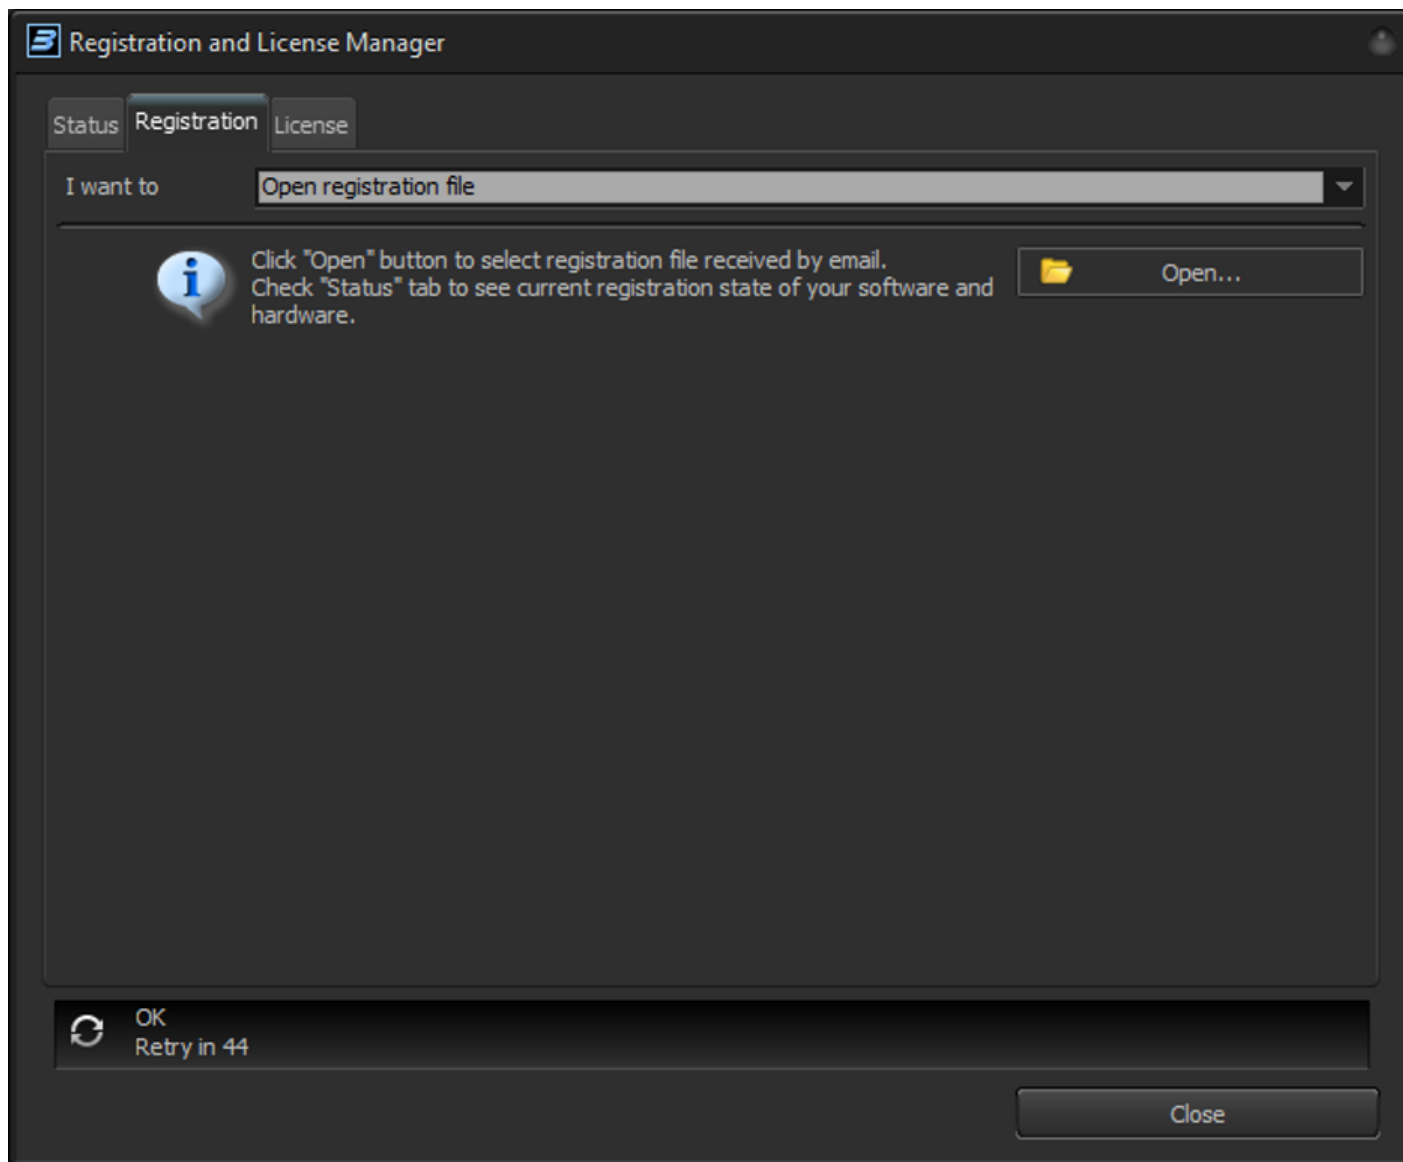 Registration and License Manager
Status Registration License
I want to Open registration file
Click "Open" button to select registration file received by email.
Check "Status" tab to see current registration state of your software and
hardware.
Open...
OK
Retry in 44
Close